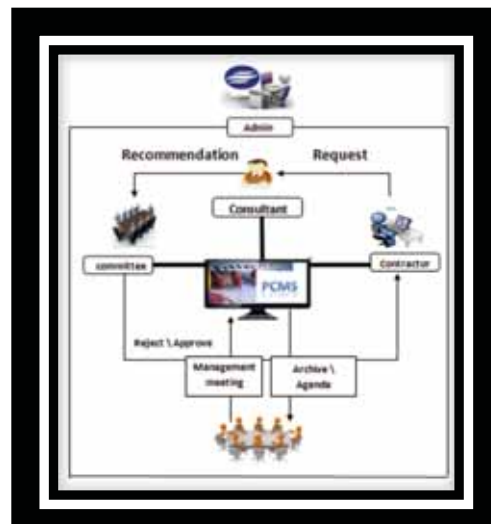 Admin
Recommendation Request
Consultant
committee
Contractor
PCMS
Reject \ Approve
Management
meeting
Archive \
Agenda